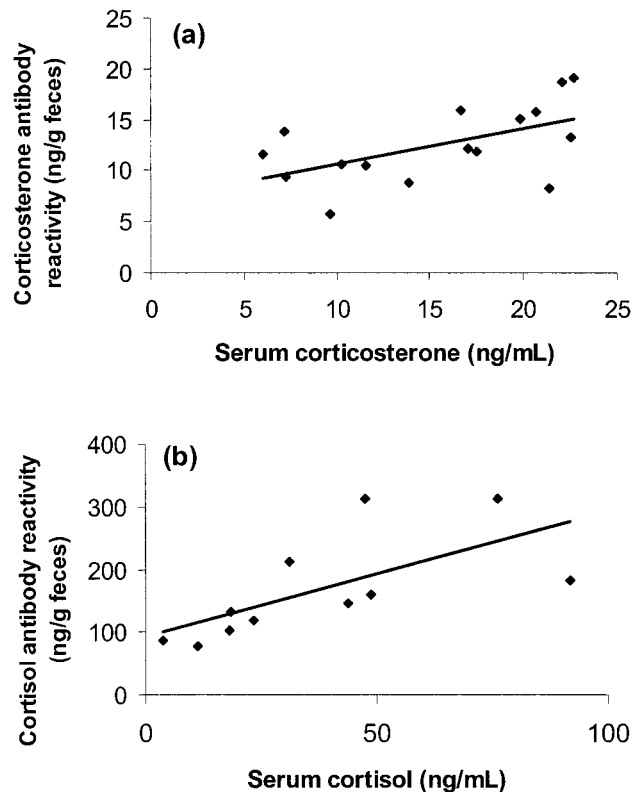 (a)
Corticosterone antibody
reactivity (ng/g feces)
25
20
15
10
5
0
0 5 10 15 20 25
Serum corticosterone (ng/mL)
(b)
Cortisol antibody reactivity
(ng/g feces)
400
300
200
100
0
0 50 100
Serum cortisol (ng/mL)